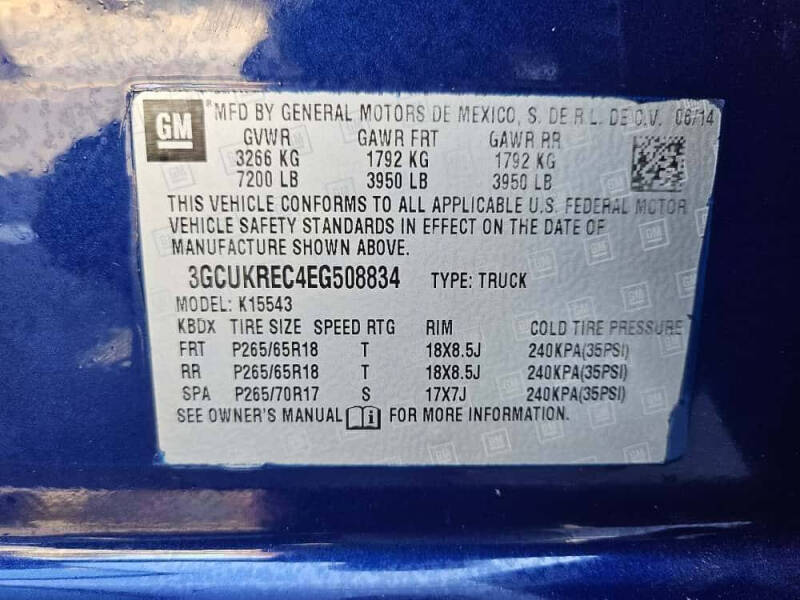 GM
MFD BY GENERAL MOTORS DE MEXICO, S. DE R.L. DE C.V. 06/14
GVWR GAWR FRT GAWR RR
3266 KG 1792 KG 1792 KG
7200 LB 3950 LB 3950 LB
THIS VEHICLE CONFORMS TO ALL APPLICABLE U.S. FEDERAL MOTOR
VEHICLE SAFETY STANDARDS IN EFFECT ON THE DATE OF
MANUFACTURE SHOWN ABOVE.
3GCUKREC4EG508834 TYPE: TRUCK
MODEL: K15543
KBDX TIRE SIZE SPEED RTG RIM COLD TIRE PRESSURE
FRT P265/65R18 T 18X8.5J 240KPA(35PSI)
RR P265/65R18 T 18X8.5J 240KPA(35PSI)
SPA P265/70R17 S 17X7J 240KPA(35PSI)
SEE OWNER'S MANUAL FOR MORE INFORMATION.